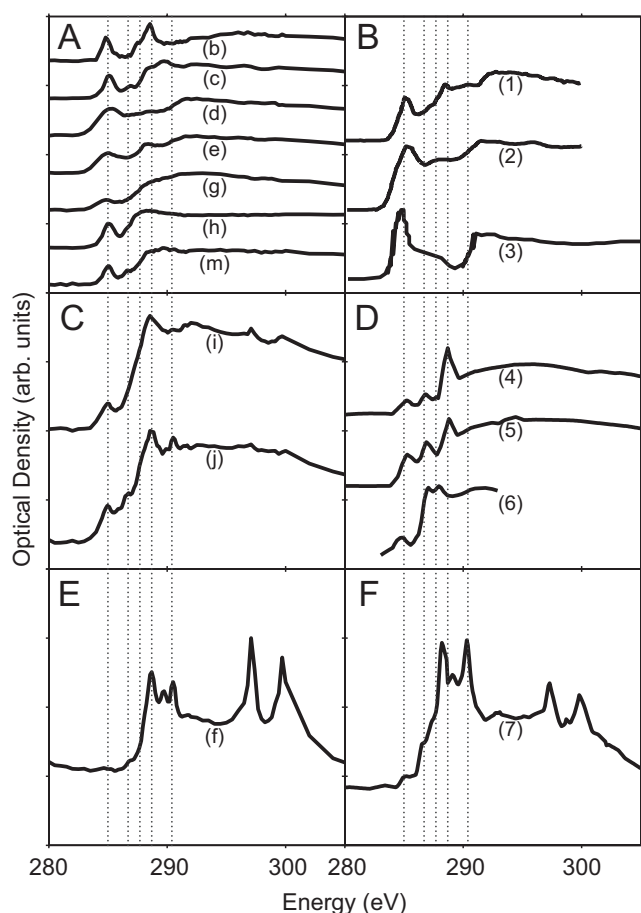 A
B
(b)
(c)
(d)
(e)
(g)
(h)
(m)
(1)
(2)
(3)
C
D
(i)
(j)
(4)
(5)
(6)
E
F
(f)
(7)
Optical Density (arb. units)
280 290 300 280 290 300
Energy (eV)